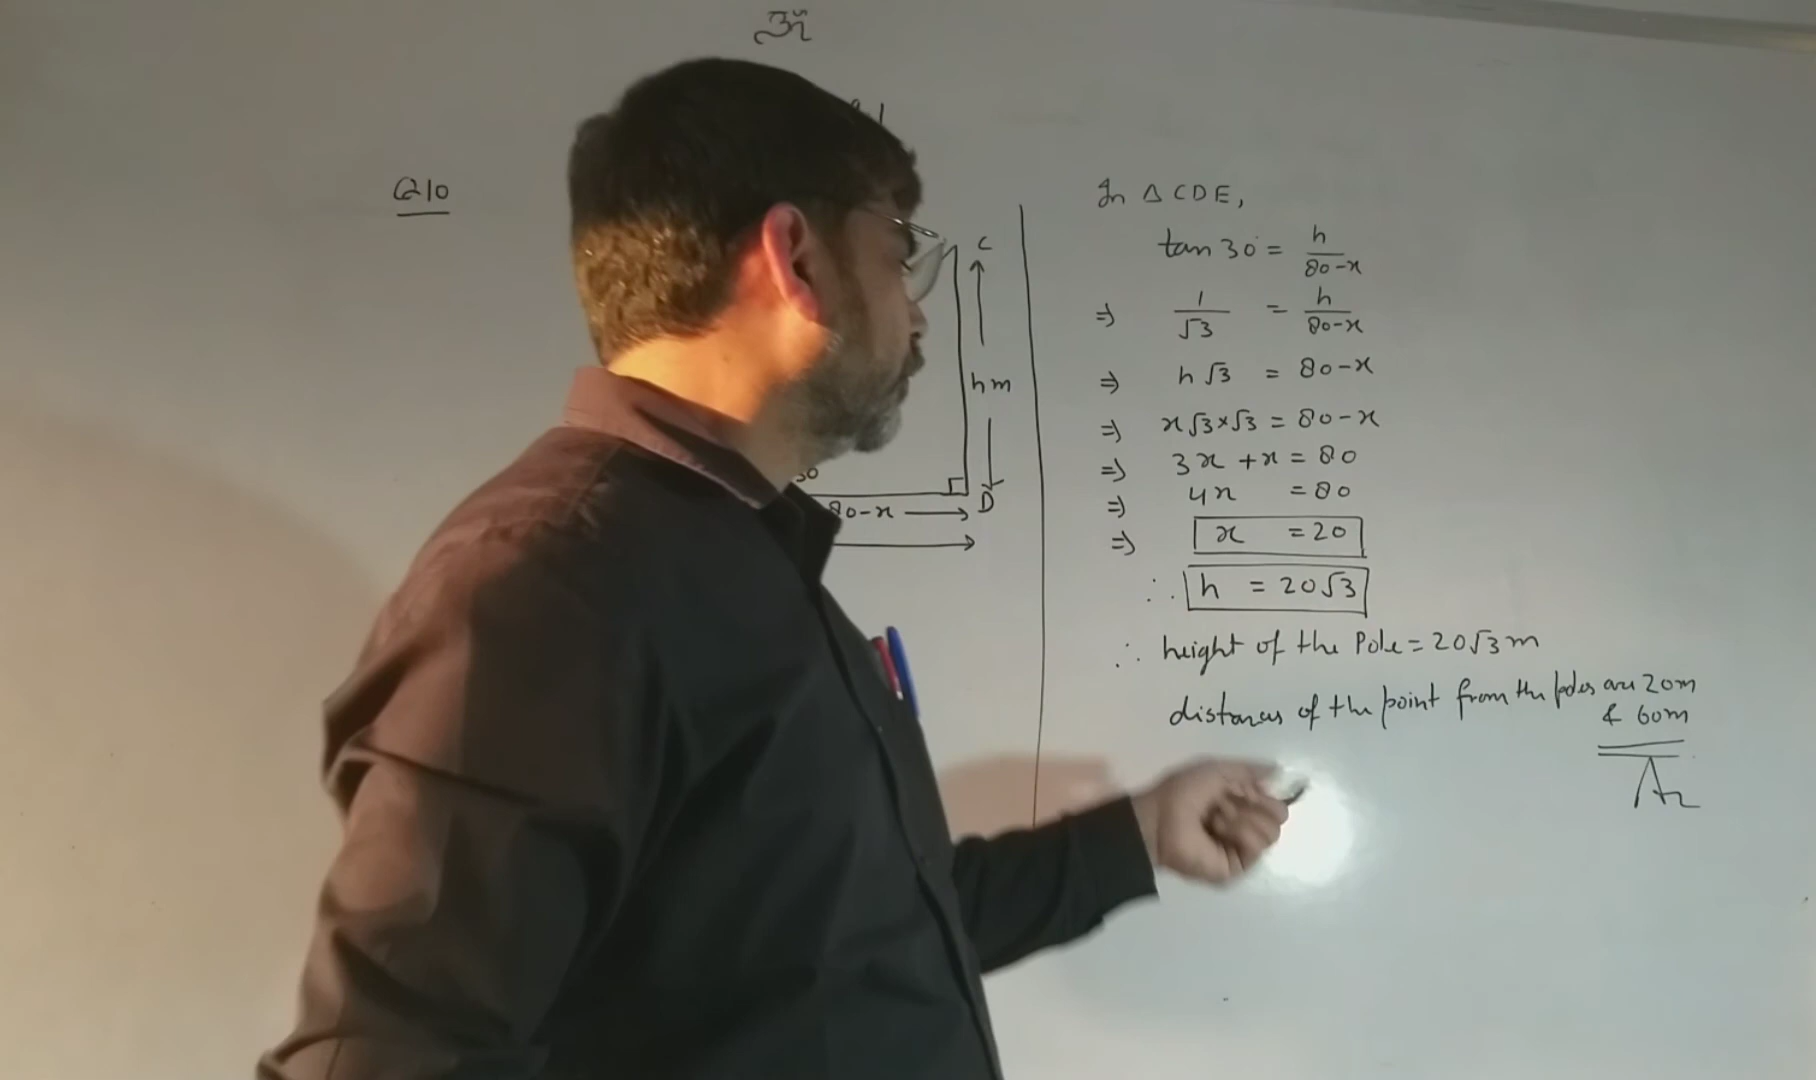 ॐ
Q10
C
h m
30
D
80-x
In Δ CDE,
tan 30° = h/80-x
⇒ 1/√3 = h/80-x
⇒ h√3 = 80-x
⇒ x√3×√3 = 80-x
⇒ 3x + x = 80
⇒ 4x = 80
⇒ x = 20
∴ h = 20√3
∴ height of the Pole = 20√3 m
distances of the point from the poles are 20m
& 60m